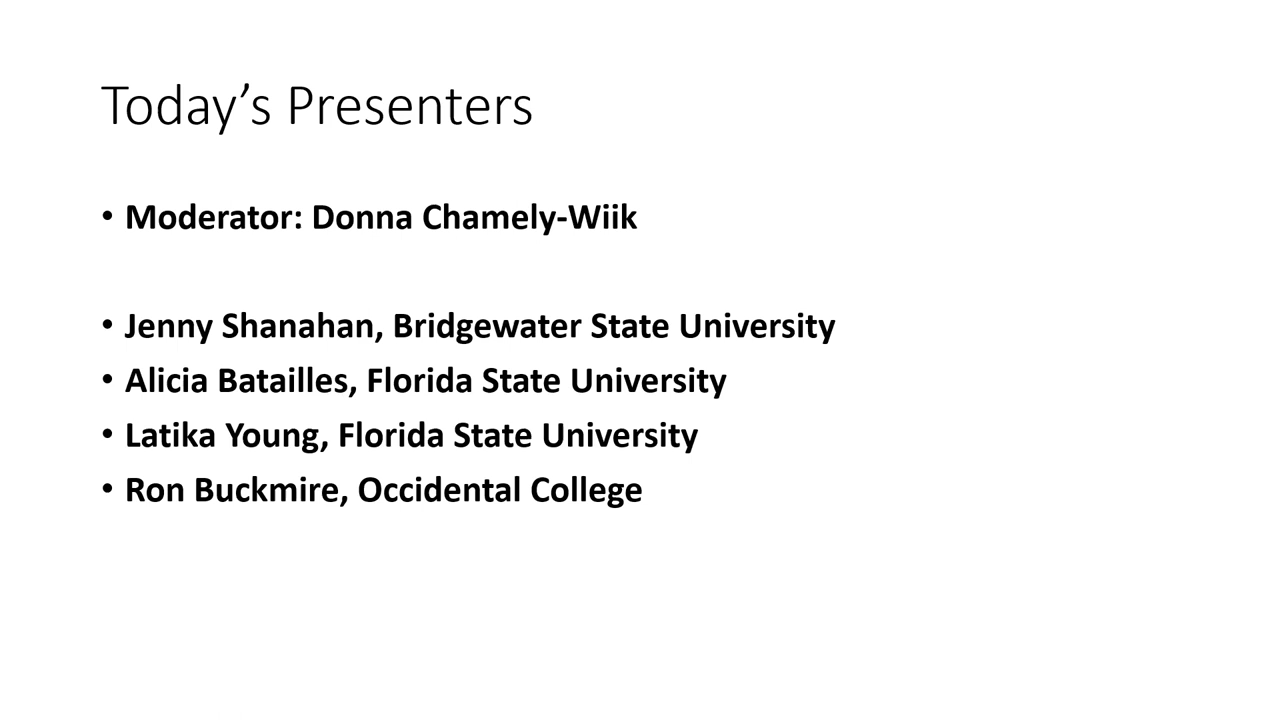 Today’s Presenters
• Moderator: Donna Chamely-Wiik
• Jenny Shanahan, Bridgewater State University
• Alicia Batailles, Florida State University
• Latika Young, Florida State University
• Ron Buckmire, Occidental College